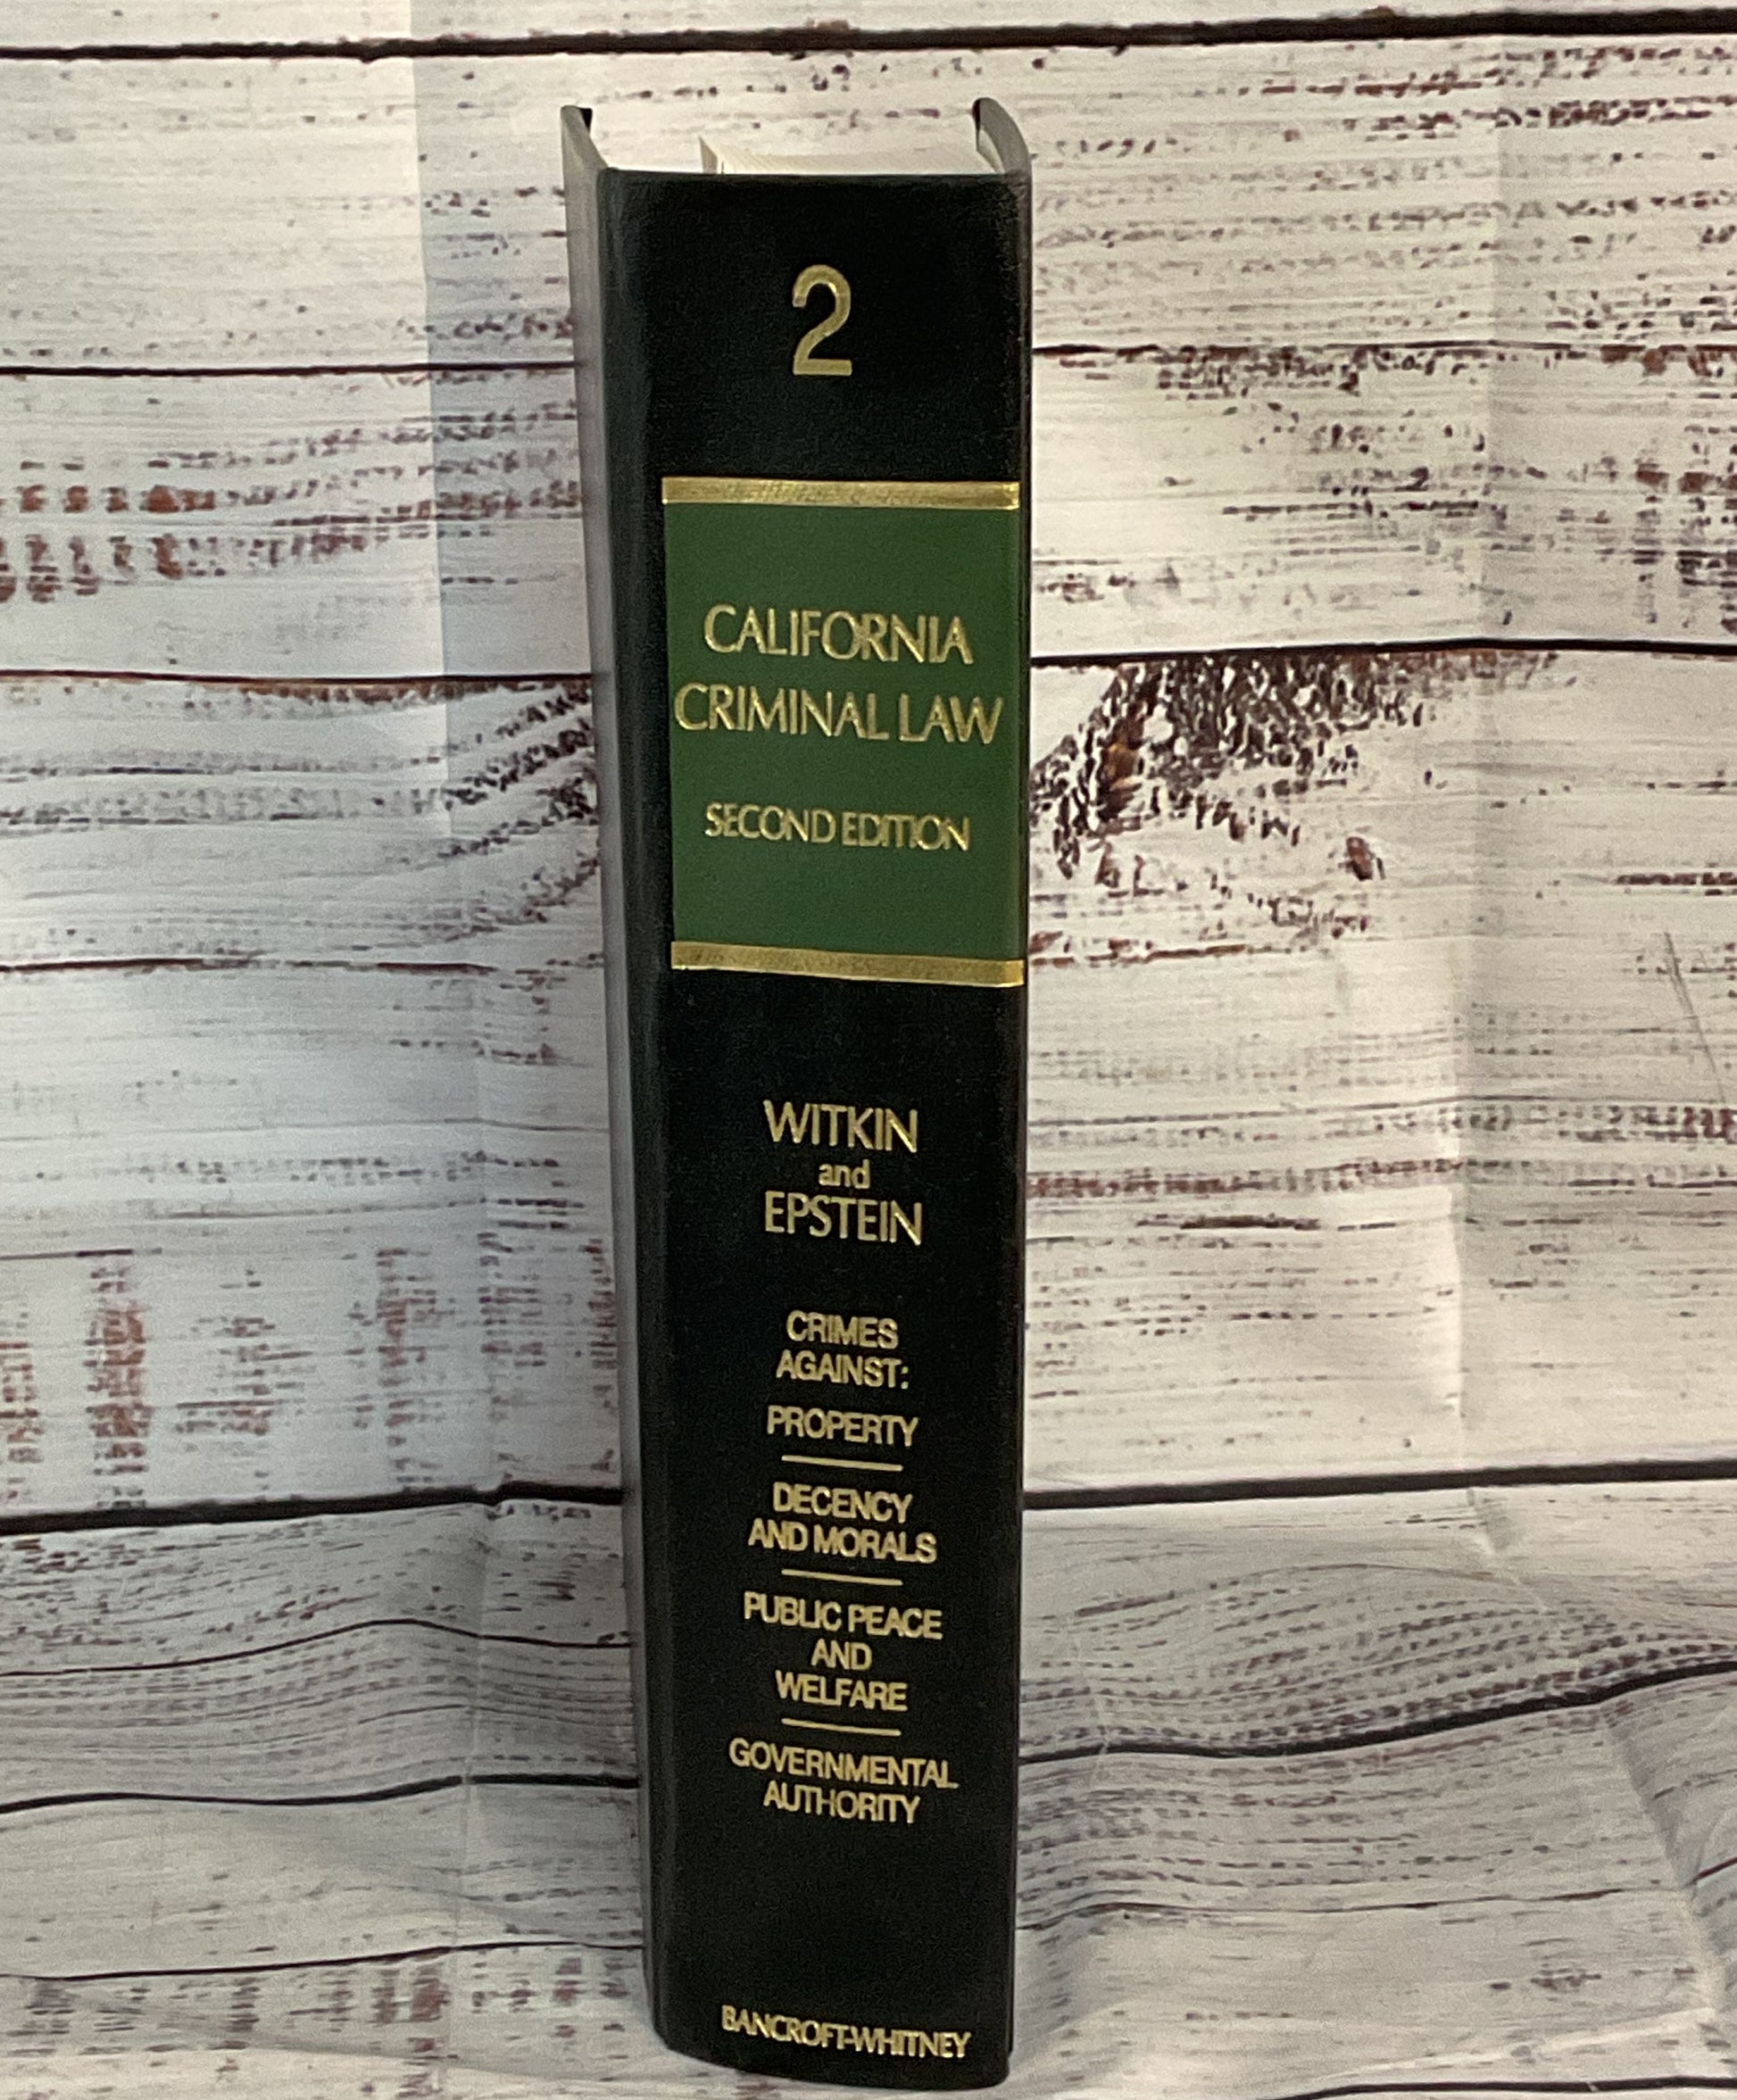 2
CALIFORNIA
CRIMINAL LAW
SECOND EDITION
WITKIN
and
EPSTEIN
CRIMES
AGAINST:
PROPERTY
DECENCY
AND MORALS
PUBLIC PEACE
AND
WELFARE
GOVERNMENTAL
AUTHORITY
BANCROFT-WHITNEY